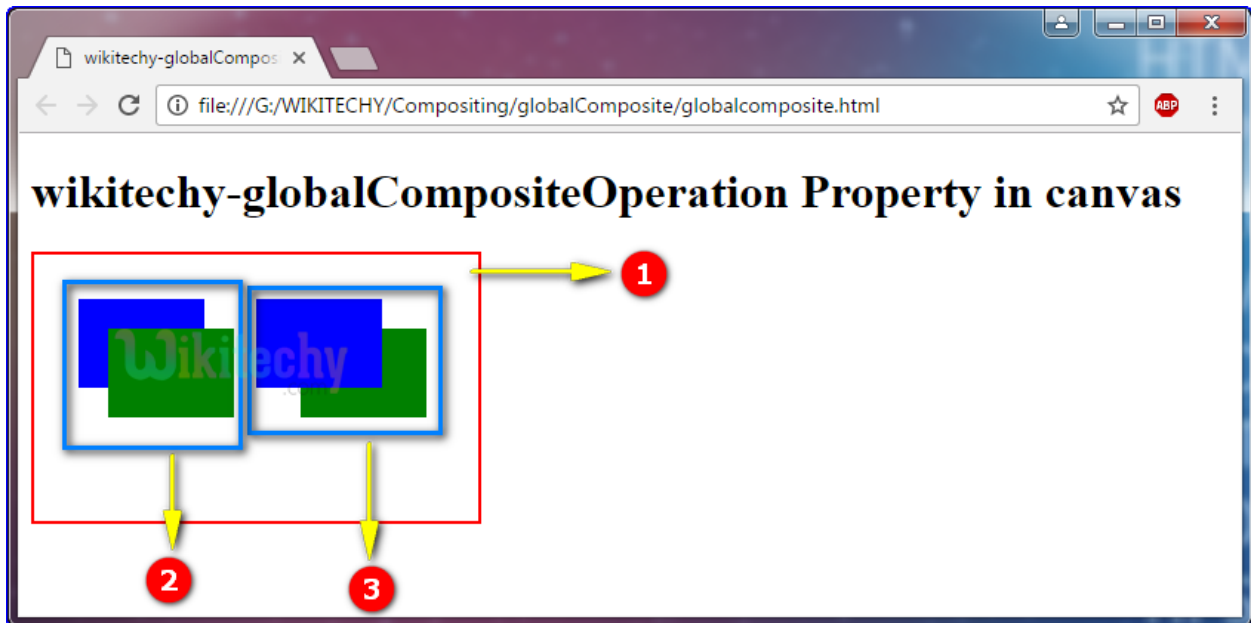 wikitechy-globalCompos
file:///G:/WIKITECHY/Compositing/globalComposite/globalcomposite.html
ABP
wikitechy-globalCompositeOperation Property in canvas
1
Wikitechy
.com
2
3